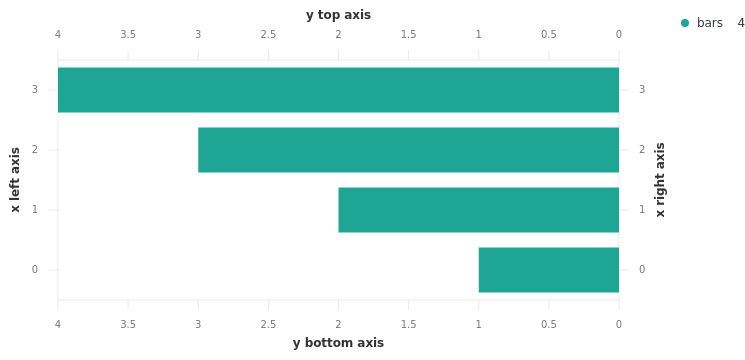 y top axis
bars 4
4 3.5 3 2.5 2 1.5 1 0.5 0
3 3
2 2
1 1
0 0
x left axis
x right axis
4 3.5 3 2.5 2 1.5 1 0.5 0
y bottom axis